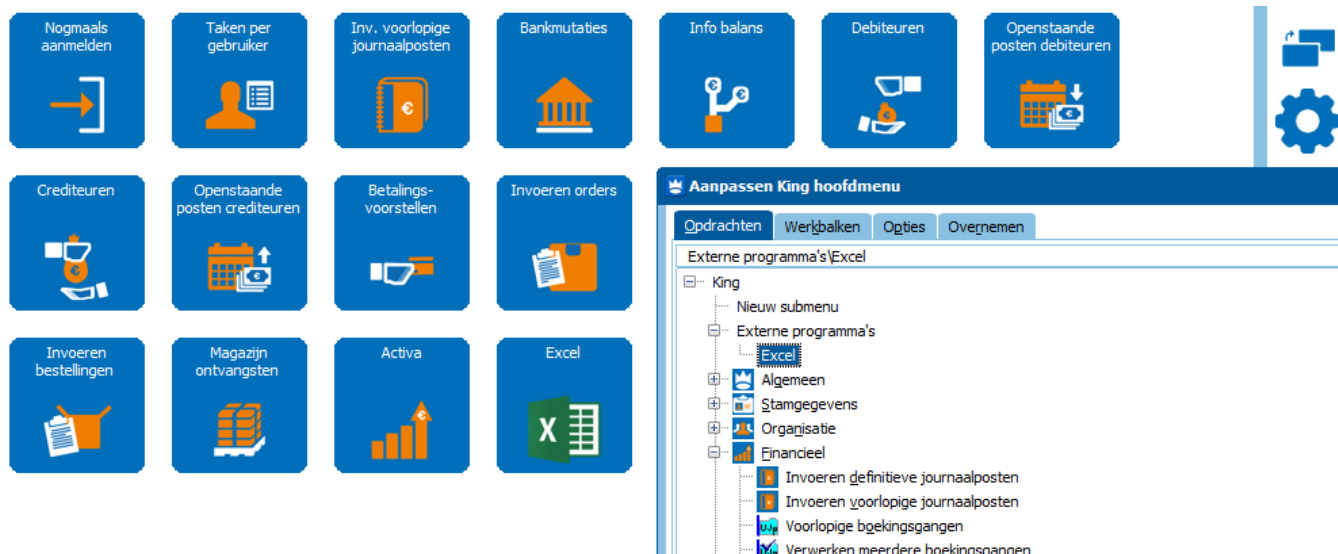 Nogmaals
aanmelden
Taken per
gebruiker
Inv. voorlopige
journaalposten
Bankmutaties
Info balans
Debiteuren
Openstaande
posten debiteuren
Crediteuren
Openstaande
posten crediteuren
Betalings-
voorstellen
Invoeren orders
Invoeren
bestellingen
Magazijn
ontvangsten
Activa
Excel
Aanpassen King hoofdmenu
Opdrachten
Werkbalken
Opties
Overnemen
Externe programma's\Excel
King
Nieuw submenu
Externe programma's
Excel
Algemeen
Stamgegevens
Organisatie
Financieel
Invoeren definitieve journaalposten
Invoeren voorlopige journaalposten
Voorlopige boekingsgangen
Verwerken meerdere boekingsgangen